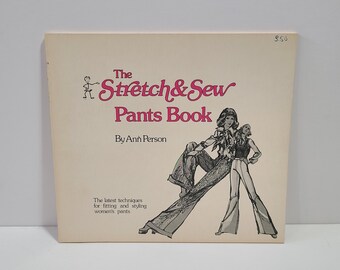 The
Stretch & Sew
Pants Book
By Ann Person
The latest techniques
for fitting and styling
women's pants